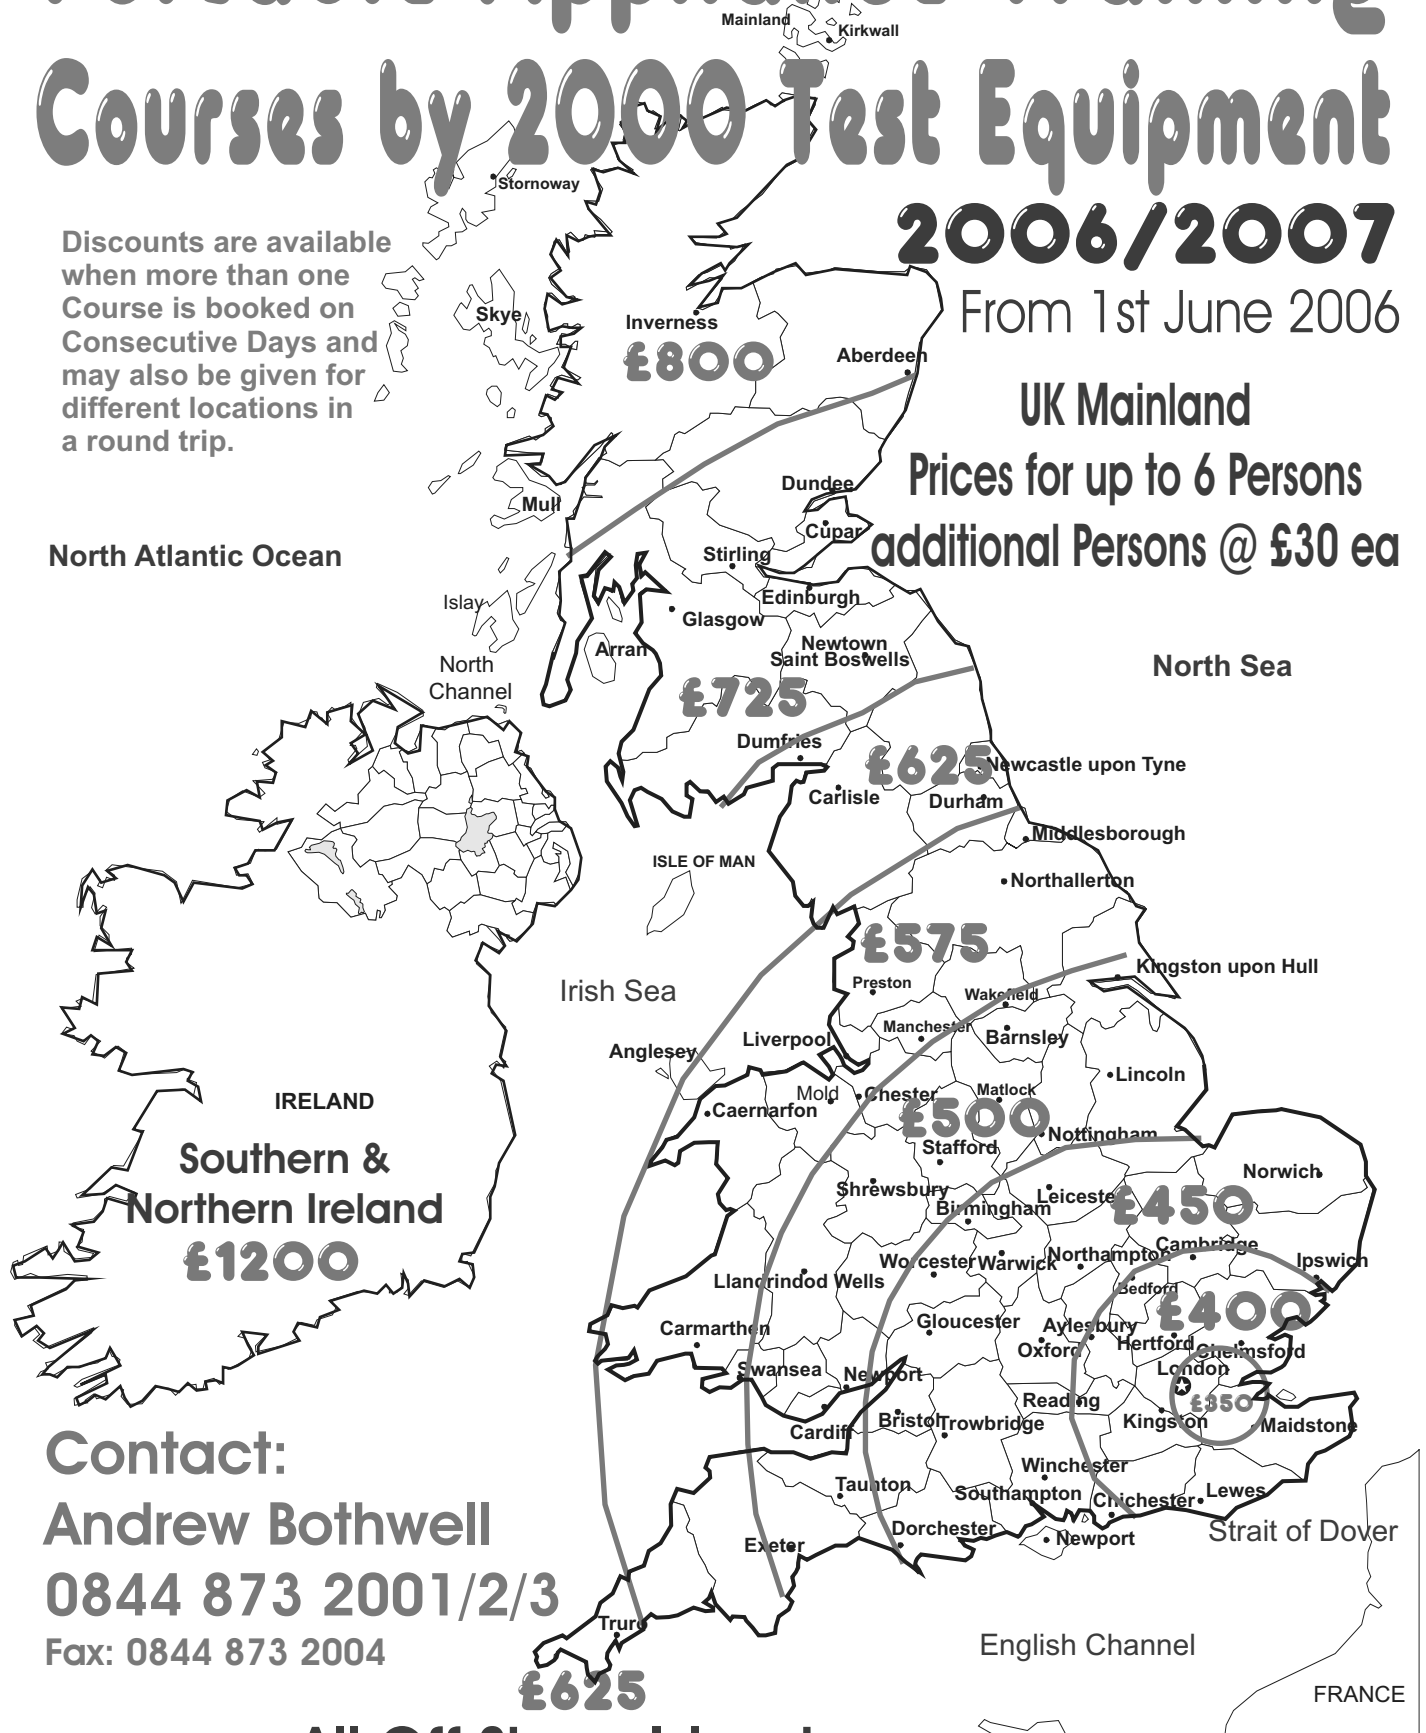 Courses by 2000 Test Equipment
2006/2007
From 1st June 2006
Discounts are available
when more than one
Course is booked on
Consecutive Days and
may also be given for
different locations in
a round trip.
UK Mainland
Prices for up to 6 Persons
additional Persons @ £30 ea
Mainland
Kirkwall
Stornoway
Skye
Inverness
£800
Aberdeen
Mull
Dundee
Cupar
North Atlantic Ocean
Stirling
Islay
Edinburgh
Glasgow
Arran
Newtown
Saint Boswells
North
Channel
North Sea
£725
Dumfries
£625
Newcastle upon Tyne
Carlisle
Durham
Middlesborough
ISLE OF MAN
Northallerton
£575
Kingston upon Hull
Irish Sea
Preston
Wakefield
Manchester
Barnsley
Liverpool
Anglesey
Lincoln
Mold
Chester
Matlock
Caernarfon
£500
IRELAND
Nottingham
Stafford
Southern &
Northern Ireland
£1200
Norwich
Shrewsbury
Leicester
£450
Birmingham
Cambridge
Worcester
Warwick
Northampton
Ipswich
Llandrindod Wells
Bedford
£400
Carmarthen
Gloucester
Aylesbury
Oxford
Hertford
Chelmsford
Swansea
Newport
London
£350
Reading
Kingston
Maidstone
Cardiff
Bristol
Trowbridge
Winchester
Taunton
Southampton
Chichester
Lewes
Dorchester
Newport
Strait of Dover
Exeter
Contact:
Andrew Bothwell
0844 873 2001/2/3
Fax: 0844 873 2004
Truro
£625
English Channel
FRANCE